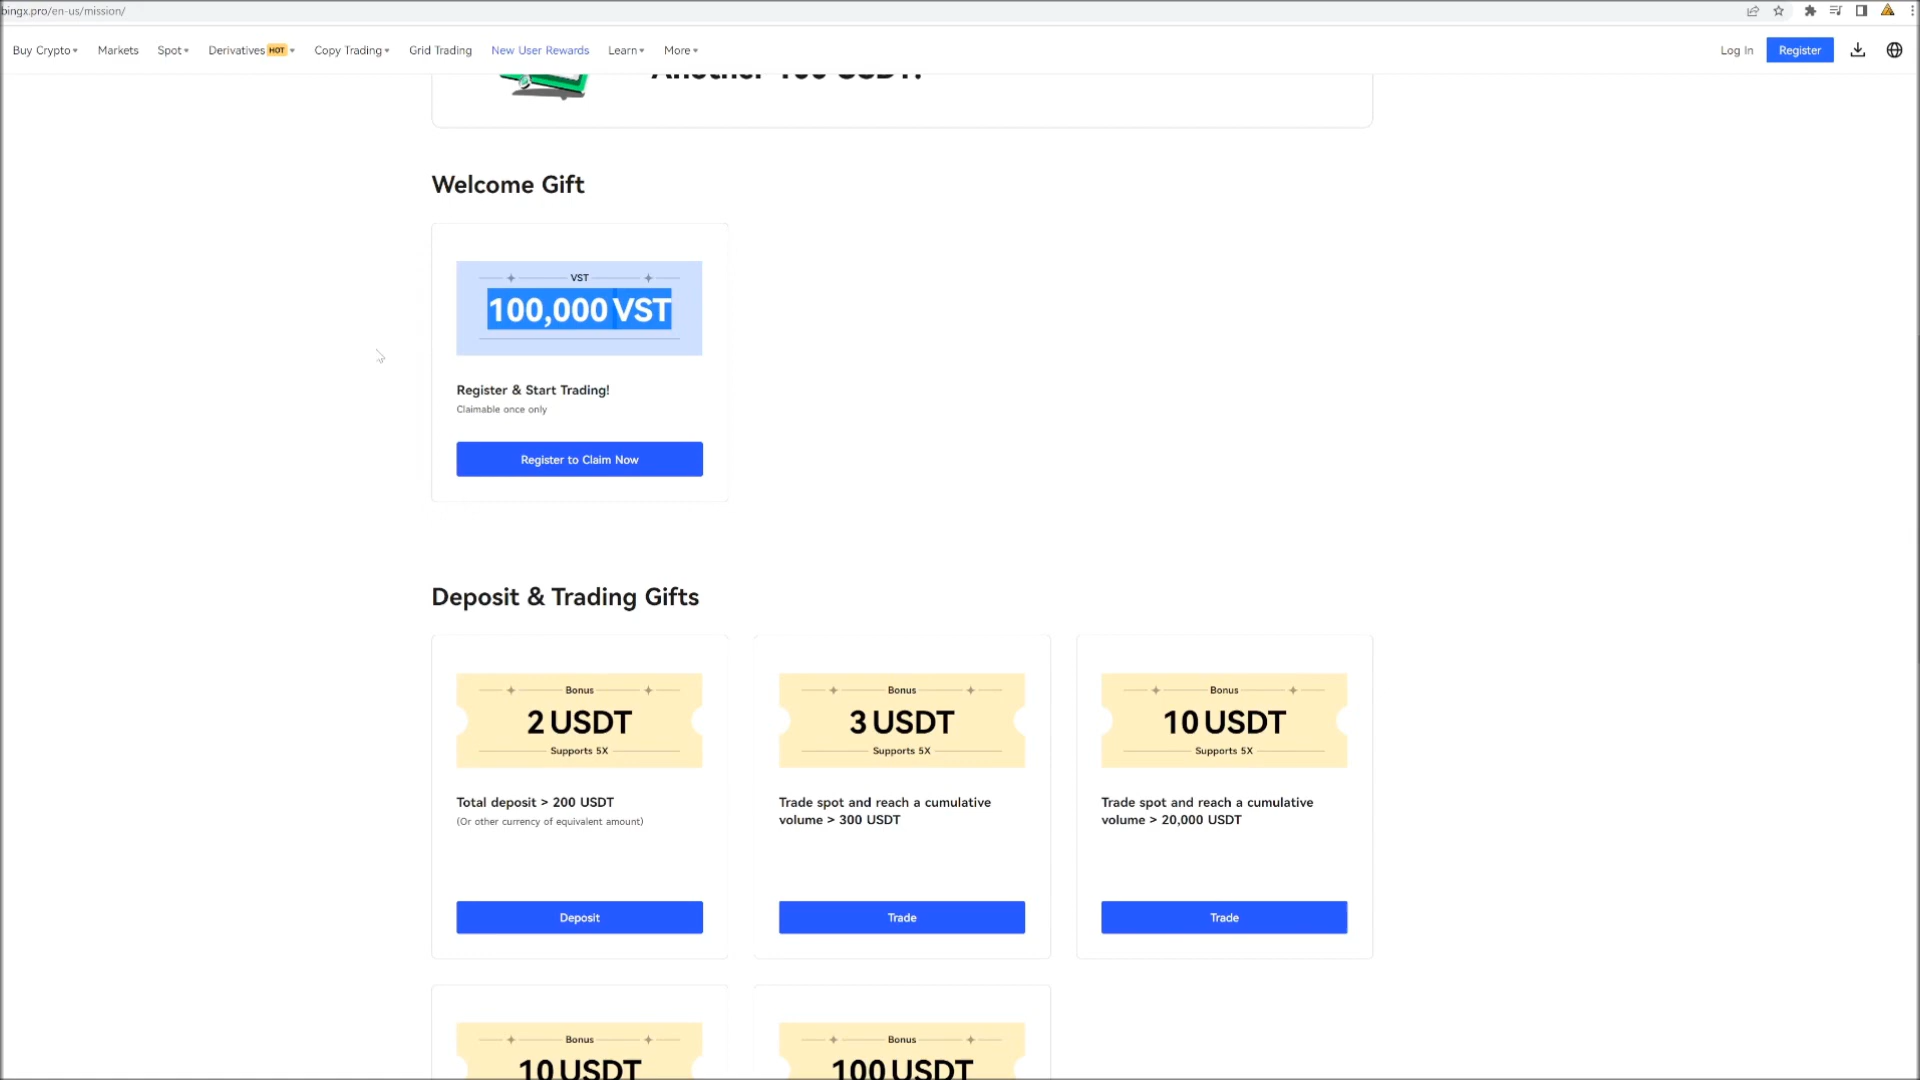 bingx.pro/en-us/mission/
Buy Crypto Markets Spot Derivatives HOT Copy Trading Grid Trading New User Rewards Learn More Log In Register
Another 100 USDT!
Welcome Gift
VST
100,000 VST
Register & Start Trading!
Claimable once only
Register to Claim Now
Deposit & Trading Gifts
Bonus
2 USDT
Supports 5X
Total deposit > 200 USDT
(Or other currency of equivalent amount)
Deposit
Bonus
3 USDT
Supports 5X
Trade spot and reach a cumulative
volume > 300 USDT
Trade
Bonus
10 USDT
Supports 5X
Trade spot and reach a cumulative
volume > 20,000 USDT
Trade
Bonus
10 USDT
Bonus
100 USDT